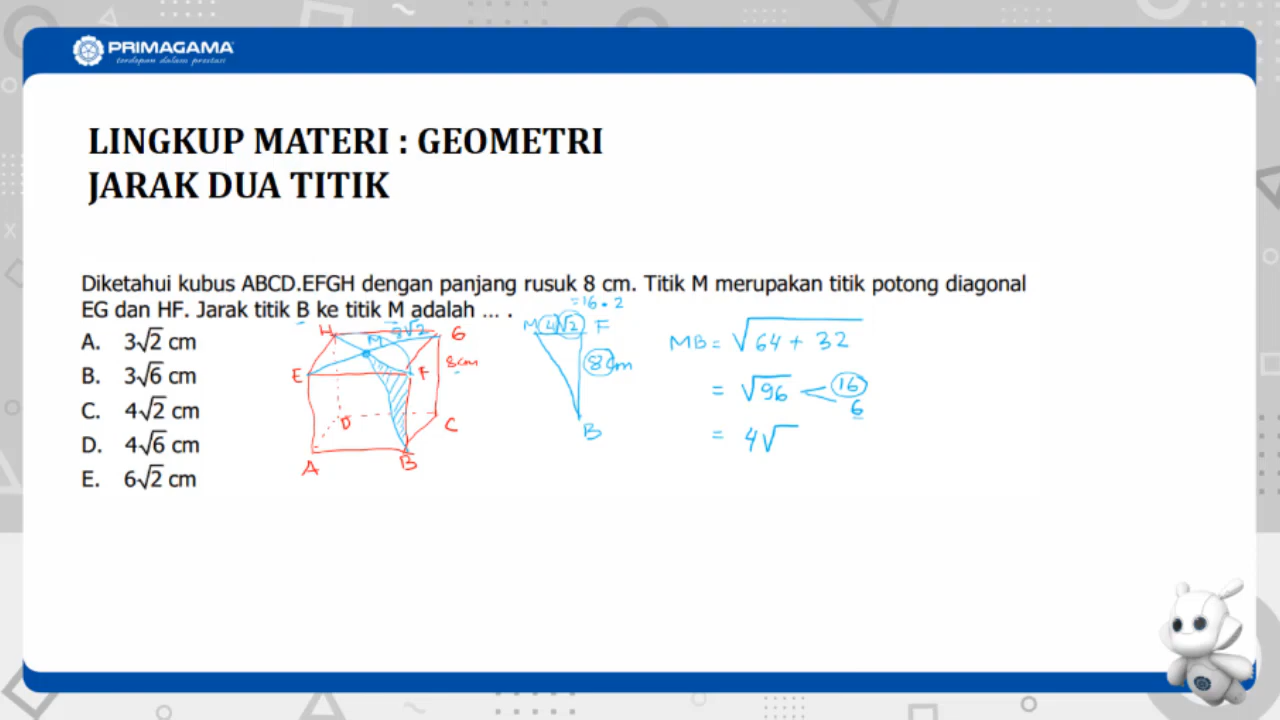 PRIMAGAMA
terdepan dalam prestasi
LINGKUP MATERI : GEOMETRI
JARAK DUA TITIK
Diketahui kubus ABCD.EFGH dengan panjang rusuk 8 cm. Titik M merupakan titik potong diagonal
EG dan HF. Jarak titik B ke titik M adalah ... .
A. 3√2 cm
B. 3√6 cm
C. 4√2 cm
D. 4√6 cm
E. 6√2 cm
H M 8√2 G
E F 8cm
D C
A B
=16 • 2
M 4√2 F
8cm
B
MB = √64 + 32
= √96 < 16
6
= 4√